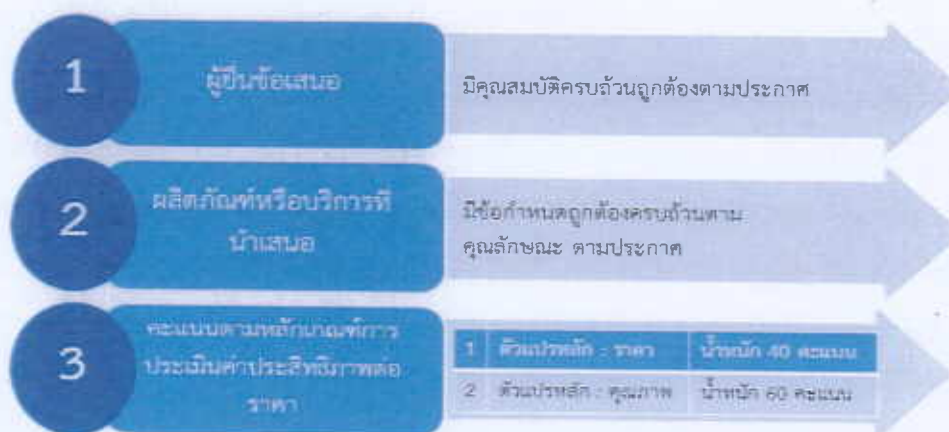 1
ผู้ยื่นข้อเสนอ
มีคุณสมบัติครบถ้วนถูกต้องตามประกาศ
2
ผลิตภัณฑ์หรือบริการที่
นำเสนอ
มีข้อกำหนดถูกต้องครบถ้วนตาม
คุณลักษณะ ตามประกาศ
3
คะแนนตามหลักเกณฑ์การ
ประเมินค่าประสิทธิภาพต่อ
ราคา
1 ตัวแปรหลัก : ราคา น้ำหนัก 40 คะแนน
2 ตัวแปรหลัก : คุณภาพ น้ำหนัก 60 คะแนน